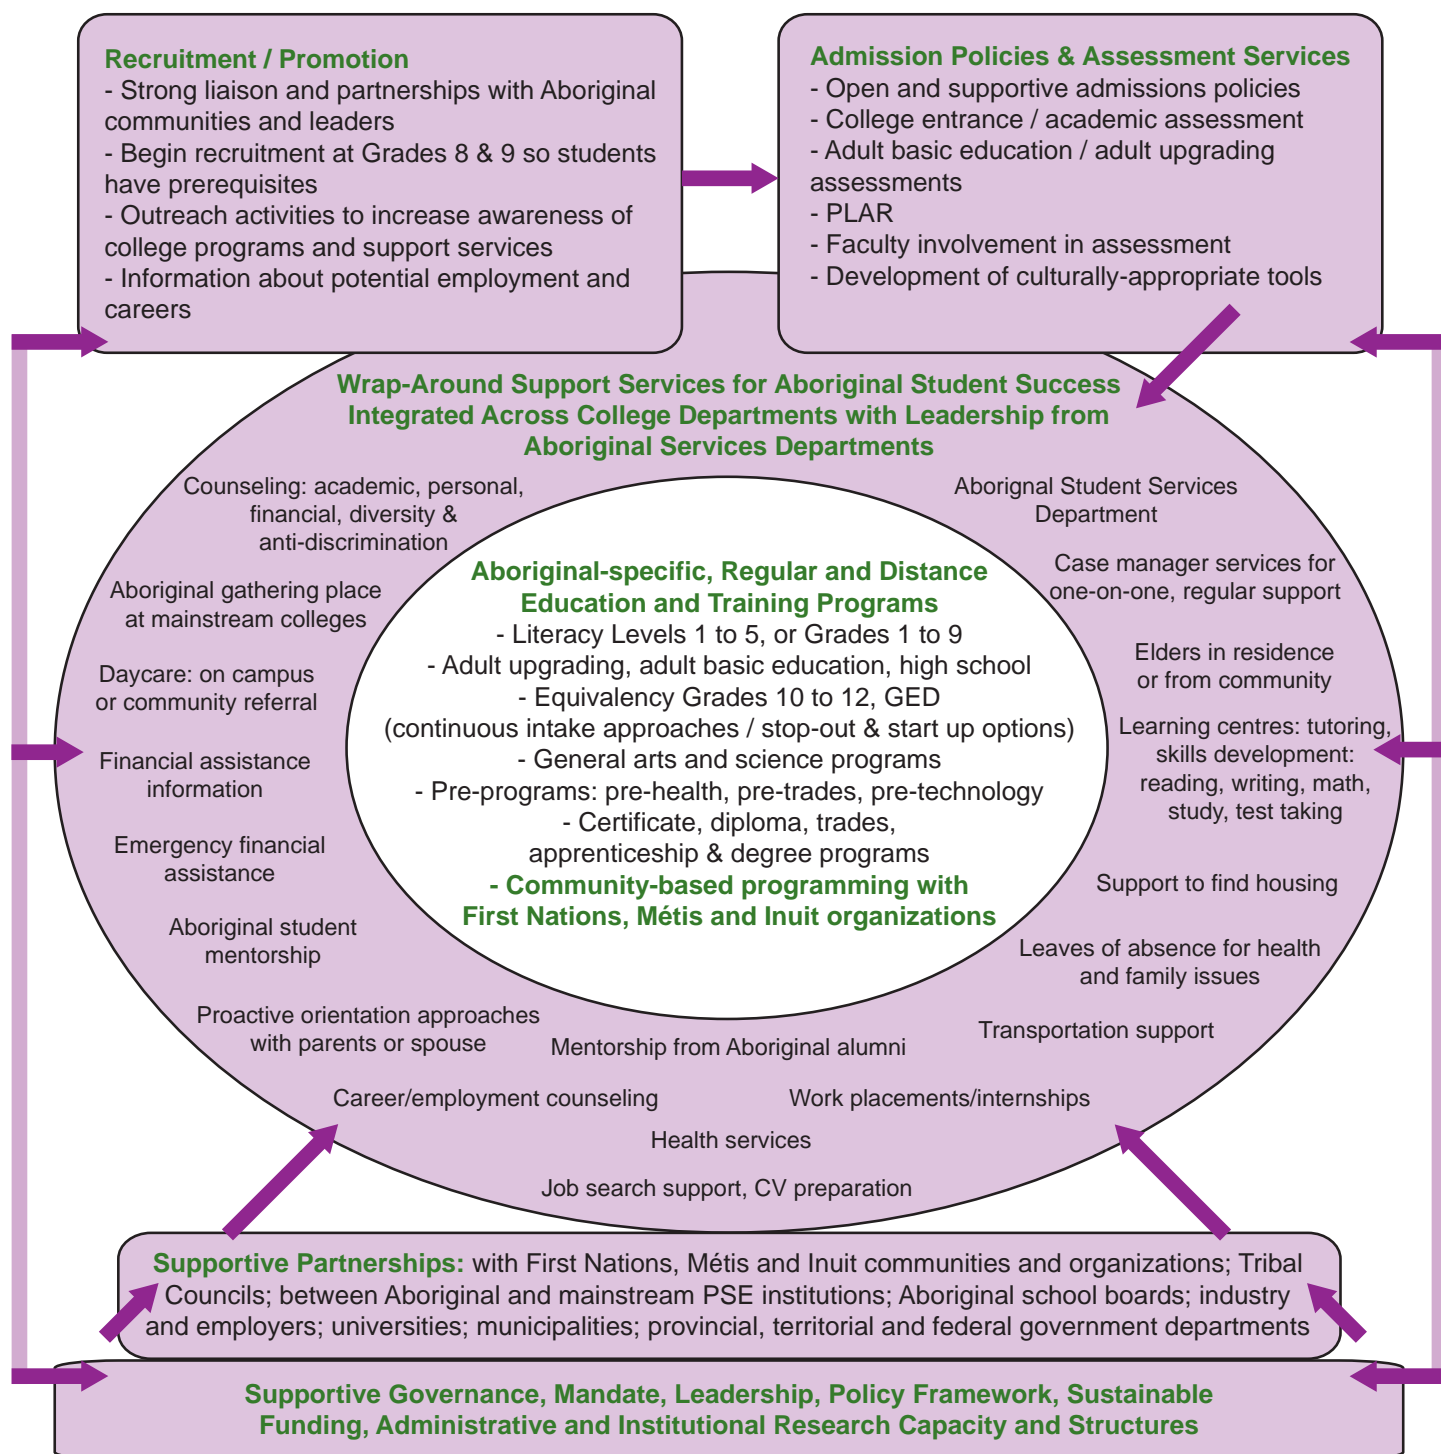 Recruitment / Promotion
- Strong liaison and partnerships with Aboriginal
communities and leaders
- Begin recruitment at Grades 8 & 9 so students
have prerequisites
- Outreach activities to increase awareness of
college programs and support services
- Information about potential employment and
careers
Admission Policies & Assessment Services
- Open and supportive admissions policies
- College entrance / academic assessment
- Adult basic education / adult upgrading
assessments
- PLAR
- Faculty involvement in assessment
- Development of culturally-appropriate tools
Wrap-Around Support Services for Aboriginal Student Success
Integrated Across College Departments with Leadership from
Aboriginal Services Departments
Counseling: academic, personal,
financial, diversity &
anti-discrimination
Aboriginal gathering place
at mainstream colleges
Daycare: on campus
or community referral
Financial assistance
information
Emergency financial
assistance
Aboriginal student
mentorship
Proactive orientation approaches
with parents or spouse
Aborignal Student Services
Department
Case manager services for
one-on-one, regular support
Elders in residence
or from community
Learning centres: tutoring,
skills development:
reading, writing, math,
study, test taking
Support to find housing
Leaves of absence for health
and family issues
Transportation support
Aboriginal-specific, Regular and Distance
Education and Training Programs
- Literacy Levels 1 to 5, or Grades 1 to 9
- Adult upgrading, adult basic education, high school
- Equivalency Grades 10 to 12, GED
(continuous intake approaches / stop-out & start up options)
- General arts and science programs
- Pre-programs: pre-health, pre-trades, pre-technology
- Certificate, diploma, trades,
apprenticeship & degree programs
- Community-based programming with
First Nations, Métis and Inuit organizations
Mentorship from Aboriginal alumni
Career/employment counseling
Work placements/internships
Health services
Job search support, CV preparation
Supportive Partnerships: with First Nations, Métis and Inuit communities and organizations; Tribal
Councils; between Aboriginal and mainstream PSE institutions; Aboriginal school boards; industry
and employers; universities; municipalities; provincial, territorial and federal government departments
Supportive Governance, Mandate, Leadership, Policy Framework, Sustainable
Funding, Administrative and Institutional Research Capacity and Structures